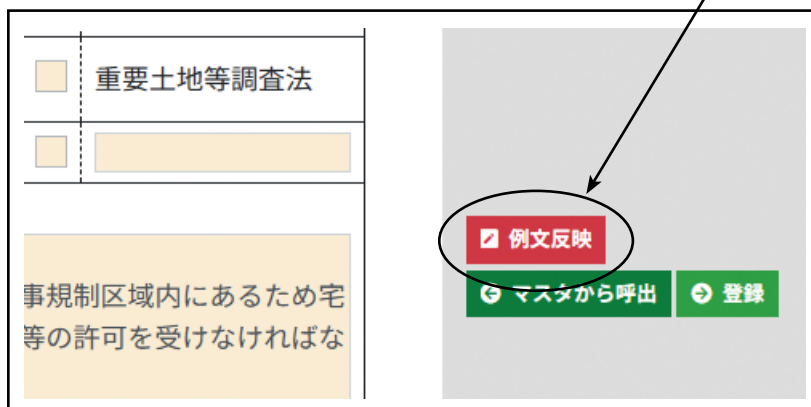 重要土地等調査法
事規制区域内にあるため宅
等の許可を受けなければな
例文反映
マスタから呼出
登録